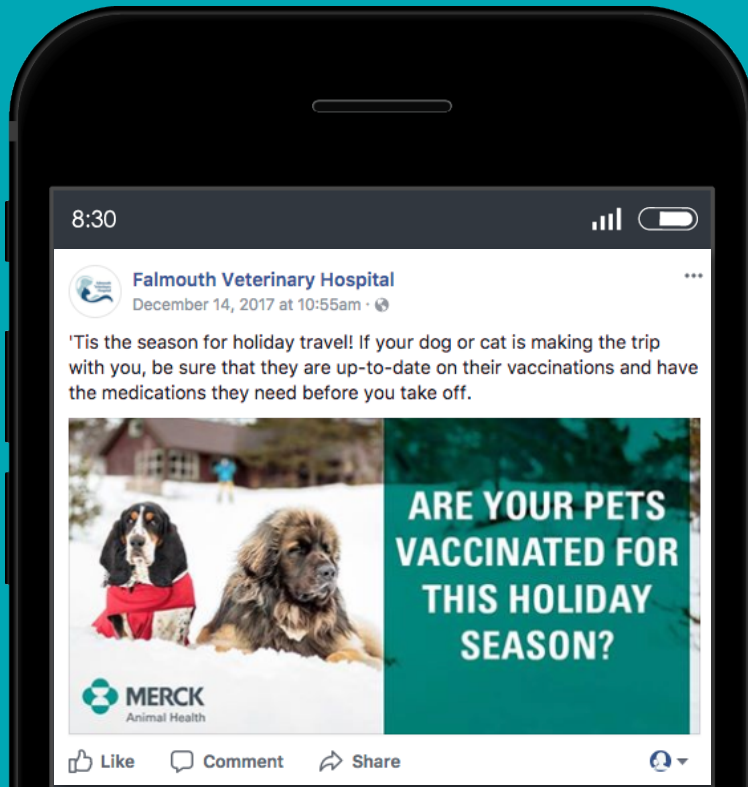 8:30
Falmouth Veterinary Hospital
December 14, 2017 at 10:55am ·
'Tis the season for holiday travel! If your dog or cat is making the trip
with you, be sure that they are up-to-date on their vaccinations and have
the medications they need before you take off.
ARE YOUR PETS
VACCINATED FOR
THIS HOLIDAY
SEASON?
MERCK
Animal Health
Like Comment Share